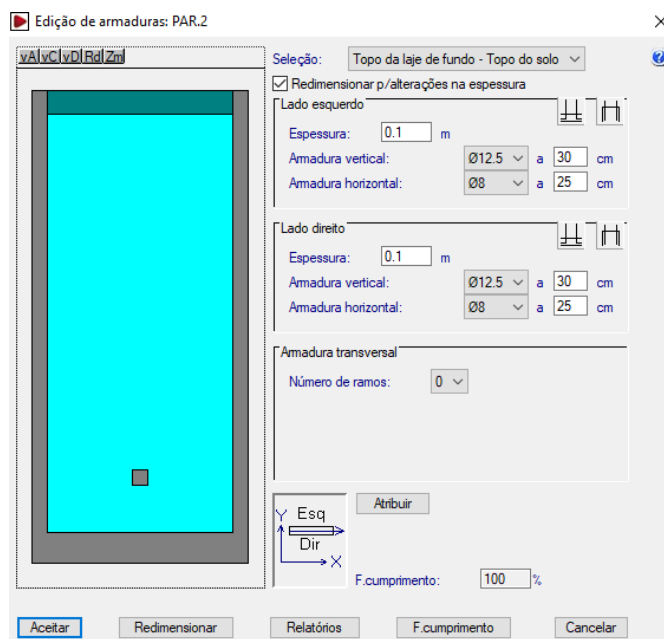 Edição de armaduras: PAR.2
vA vC vD Rd Zm
Seleção: Topo da laje de fundo - Topo do solo
Redimensionar p/alterações na espessura
Lado esquerdo
Espessura: 0.1 m
Armadura vertical: Ø12.5 a 30 cm
Armadura horizontal: Ø8 a 25 cm
Lado direito
Espessura: 0.1 m
Armadura vertical: Ø12.5 a 30 cm
Armadura horizontal: Ø8 a 25 cm
Armadura transversal
Número de ramos: 0
Atribuir
Y Esq
Dir
X
F.cumprimento: 100 %
Aceitar Redimensionar Relatórios F.cumprimento Cancelar